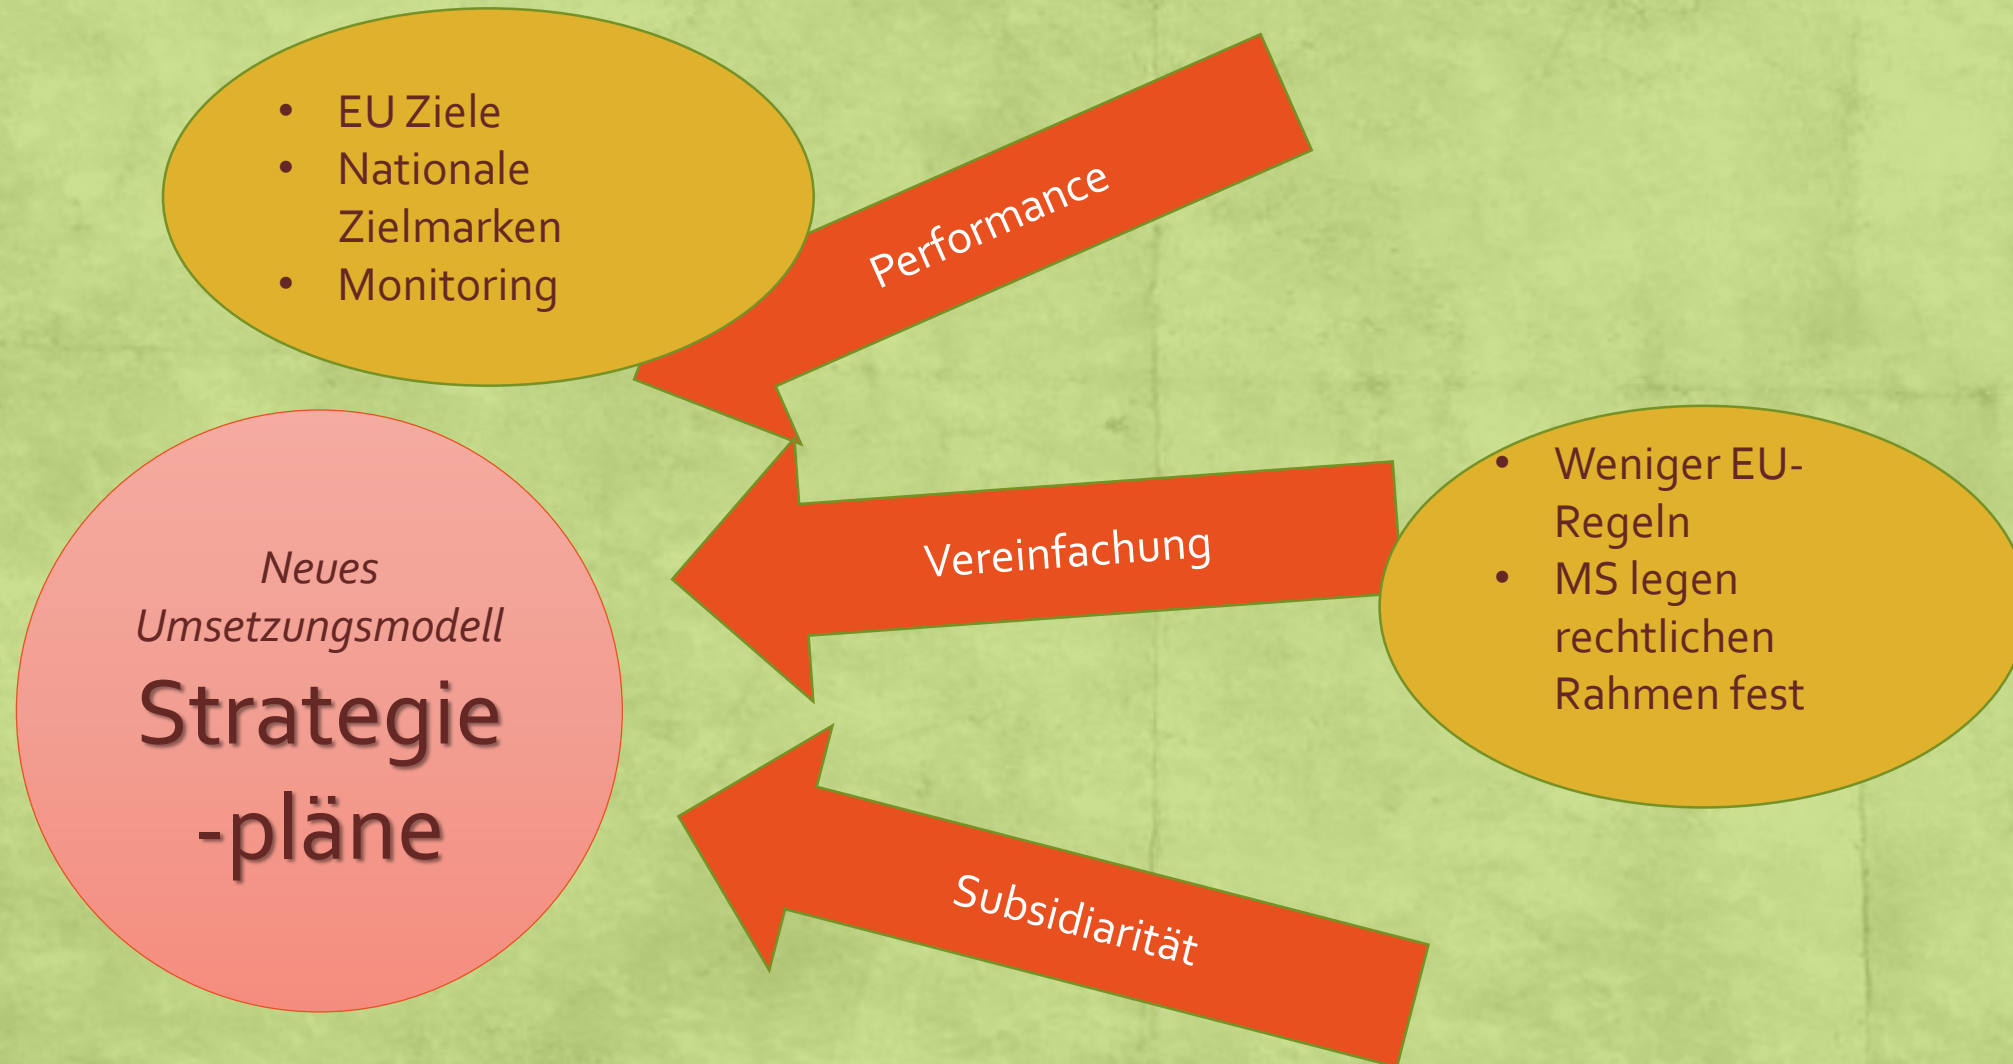 • EU Ziele
• Nationale
Zielmarken
• Monitoring
Performance
Neues
Umsetzungsmodell
Strategie
-pläne
Vereinfachung
• Weniger EU-
Regeln
• MS legen
rechtlichen
Rahmen fest
Subsidiarität